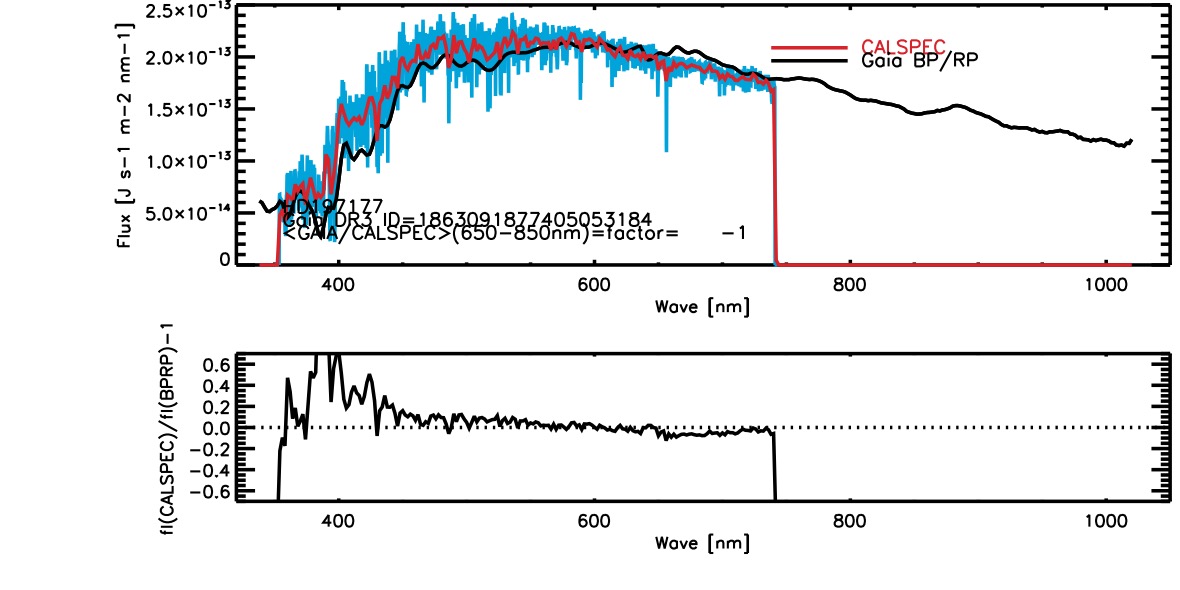 2.5×10−13
2.0×10−13
1.5×10−13
1.0×10−13
5.0×10−14
0
Flux [J s−1 m−2 nm−1]
CALSPEC
Gaia BP/RP
HD197177
Gaia DR3 ID=1863091877405053184
<GAIA/CALSPEC>(650−850nm)=factor= −1
400 600 800 1000
Wave [nm]
0.6
0.4
0.2
0.0
−0.2
−0.4
−0.6
fl(CALSPEC)/fl(BPRP)−1
400 600 800 1000
Wave [nm]